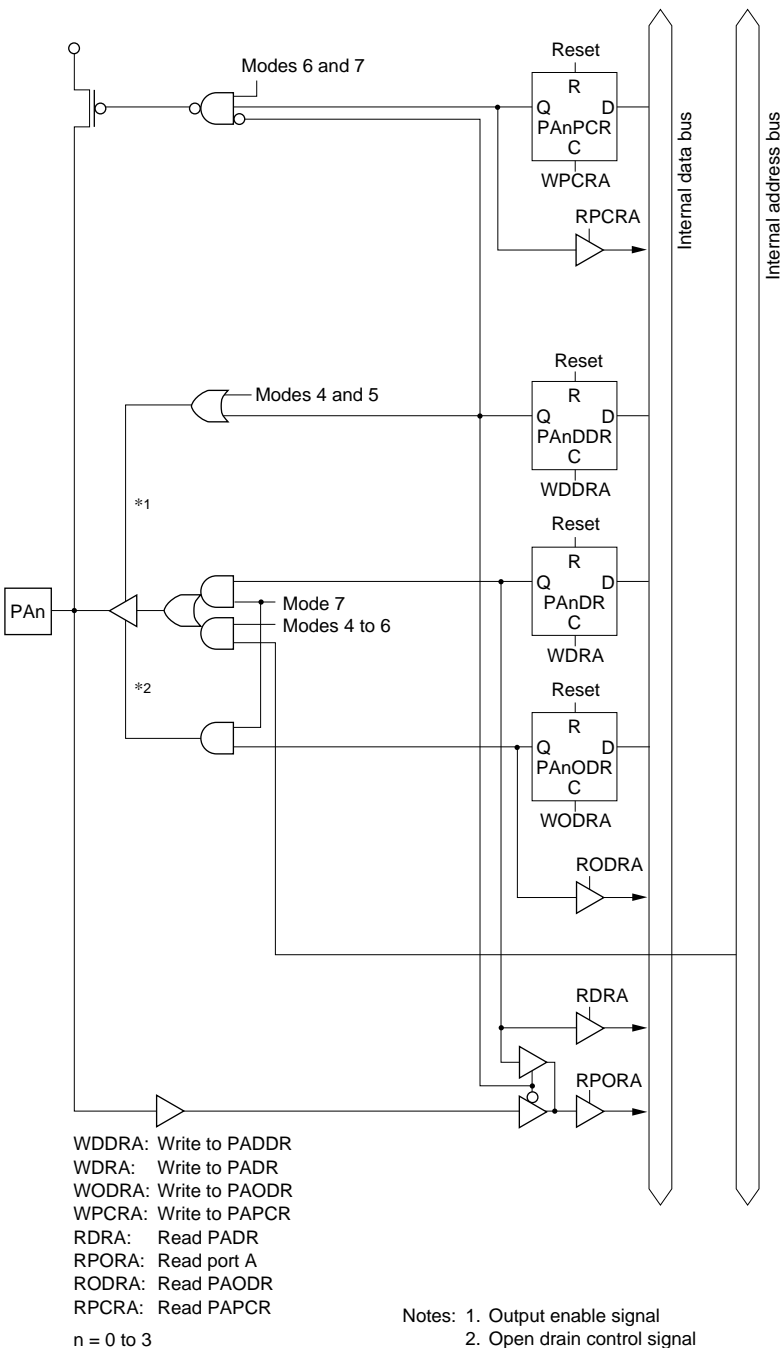 Reset
Modes 6 and 7
R
Q D
PAnPCR
C
WPCRA
RPCRA
Internal data bus
Internal address bus
Reset
R
Modes 4 and 5
Q D
PAnDDR
C
WDDRA
*1
Reset
R
Q D
PAnDR
C
WDRA
PAn
Mode 7
Modes 4 to 6
*2
Reset
R
Q D
PAnODR
C
WODRA
RODRA
RDRA
RPORA
WDDRA: Write to PADDR
WDRA: Write to PADR
WODRA: Write to PAODR
WPCRA: Write to PAPCR
RDRA: Read PADR
RPORA: Read port A
RODRA: Read PAODR
RPCRA: Read PAPCR
n = 0 to 3
Notes: 1. Output enable signal
2. Open drain control signal